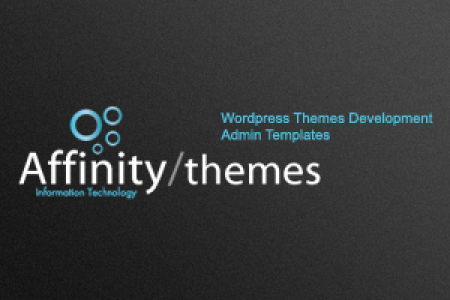 Wordpress Themes Development
Admin Templates
Affinity/themes
Information Technology